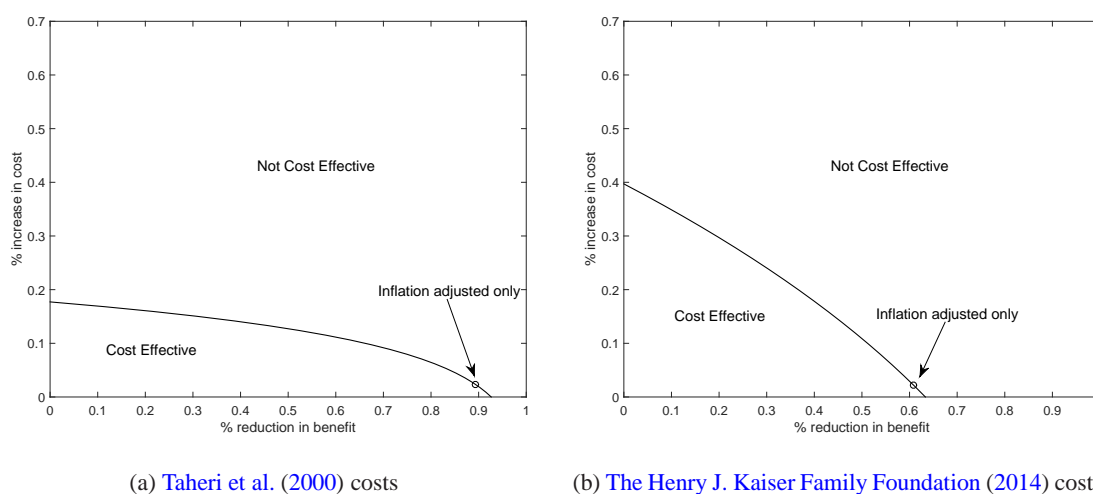 0.7
0.6
0.5
0.4
0.3
0.2
0.1
0
% increase in cost
Not Cost Effective
Inflation adjusted only
Cost Effective
0 0.1 0.2 0.3 0.4 0.5 0.6 0.7 0.8 0.9 1
% reduction in benefit
(a) Taheri et al. (2000) costs
0.7
0.6
0.5
0.4
0.3
0.2
0.1
0
% increase in cost
Not Cost Effective
Cost Effective
Inflation adjusted only
0 0.1 0.2 0.3 0.4 0.5 0.6 0.7 0.8 0.9
% reduction in benefit
(b) The Henry J. Kaiser Family Foundation (2014) cost